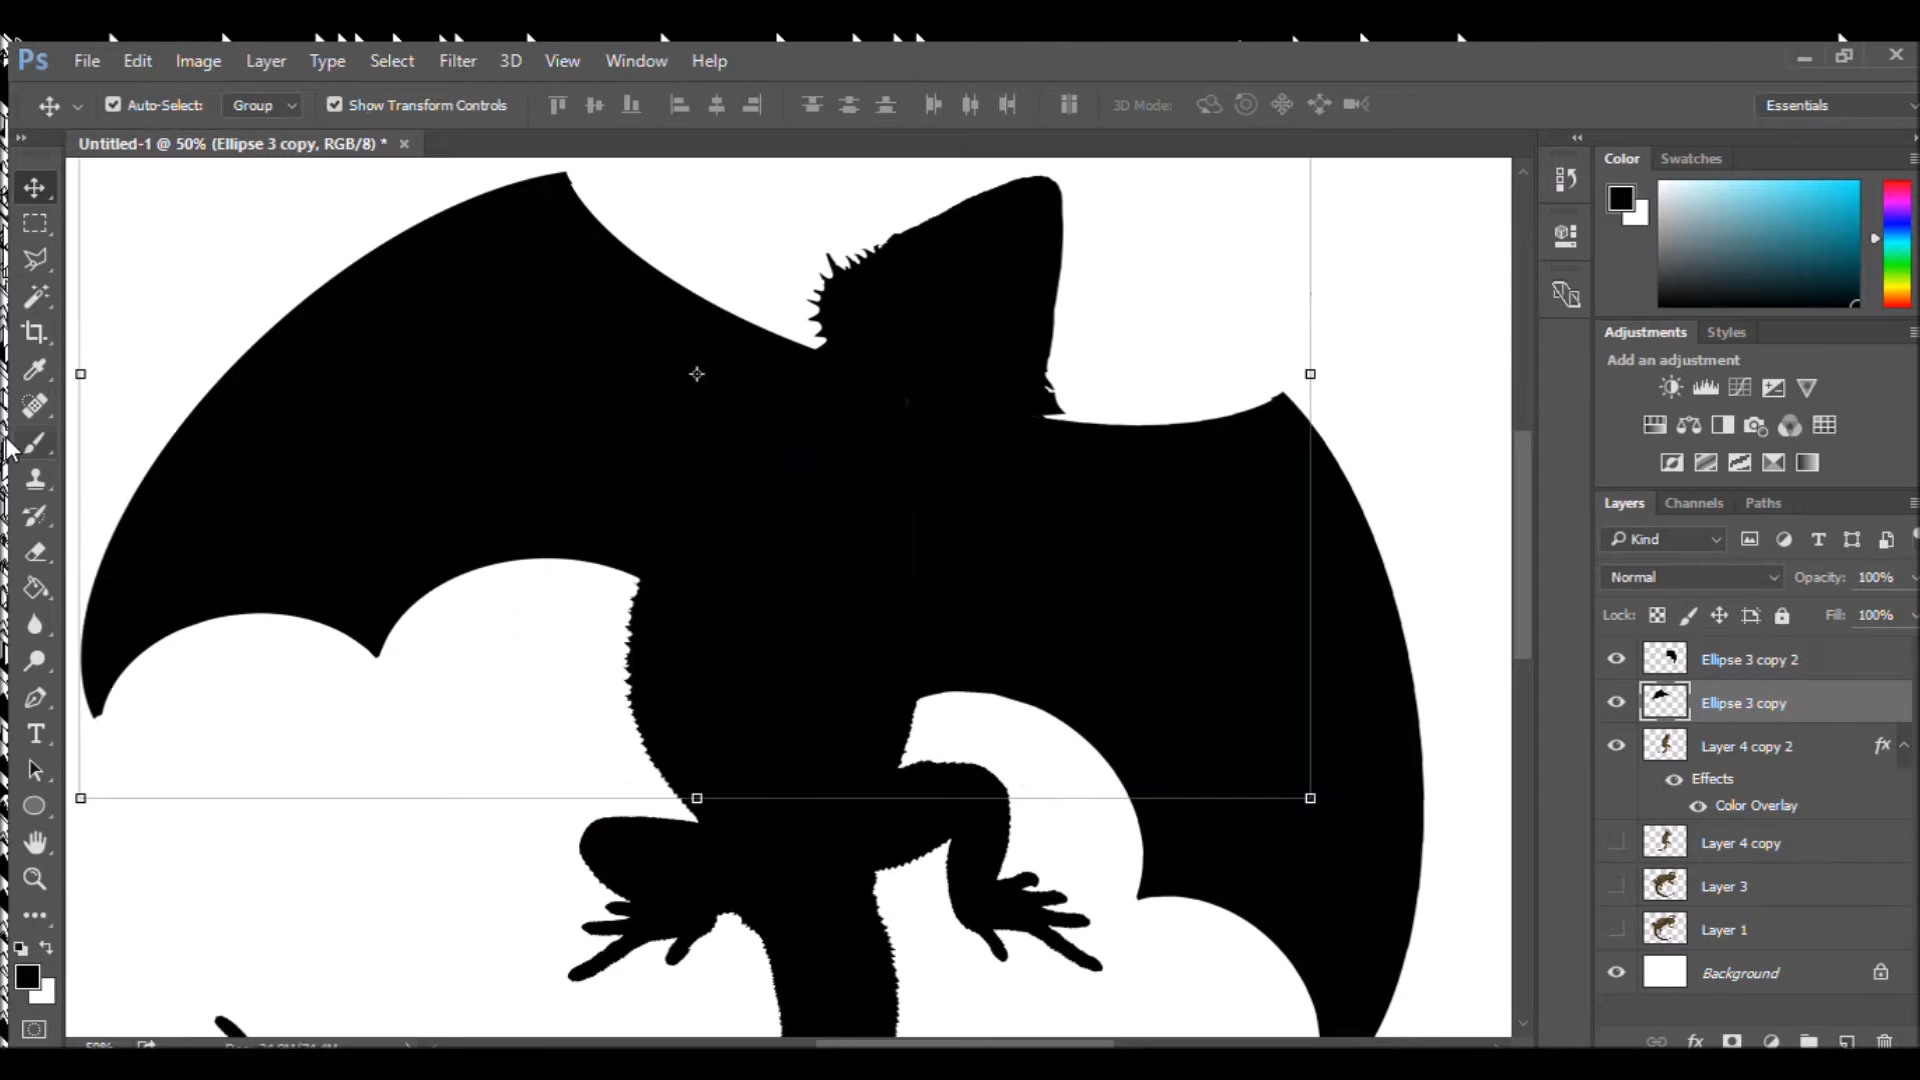 Ps File Edit Image Layer Type Select Filter 3D View Window Help
Auto-Select: Group Show Transform Controls 3D Mode: Essentials
Untitled-1 @ 50% (Ellipse 3 copy, RGB/8) *
Color Swatches
Adjustments Styles
Add an adjustment
Layers Channels Paths
Kind
Normal Opacity: 100%
Lock: Fill: 100%
Ellipse 3 copy 2
Ellipse 3 copy
Layer 4 copy 2 fx
Effects
Color Overlay
Layer 4 copy
Layer 3
Layer 1
Background
fx